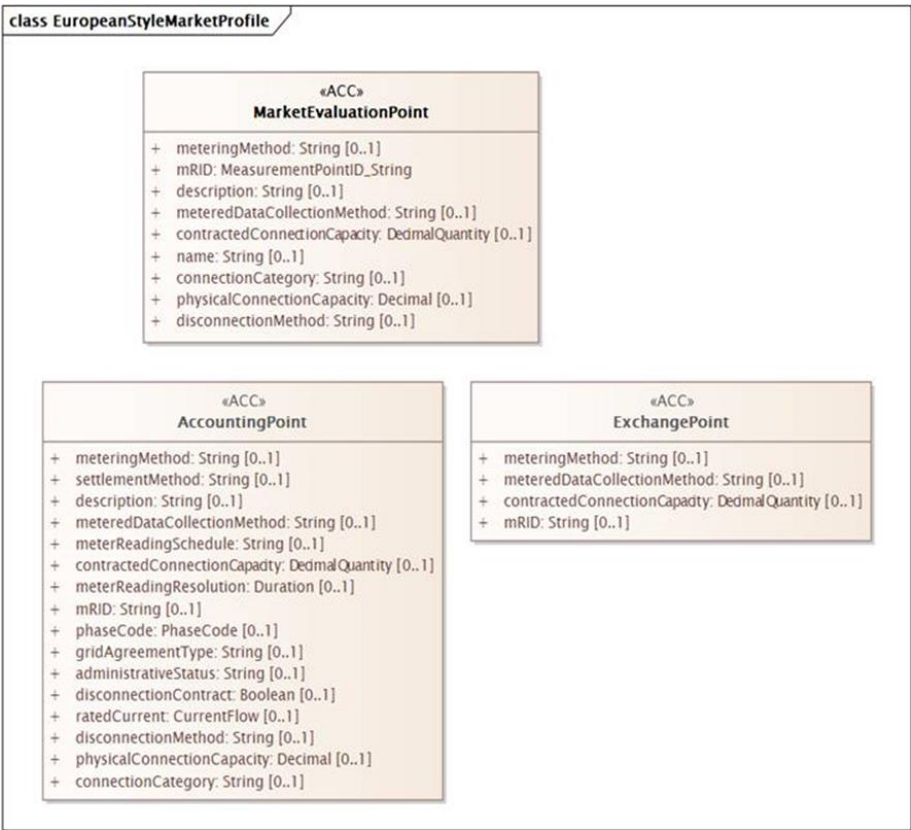 class EuropeanStyleMarketProfile
«ACC»
MarketEvaluationPoint
+ meteringMethod: String [0..1]
+ mRID: MeasurementPointID_String
+ description: String [0..1]
+ meteredDataCollectionMethod: String [0..1]
+ contractedConnectionCapacity: DecimalQuantity [0..1]
+ name: String [0..1]
+ connectionCategory: String [0..1]
+ physicalConnectionCapacity: Decimal [0..1]
+ disconnectionMethod: String [0..1]
«ACC»
AccountingPoint
+ meteringMethod: String [0..1]
+ settlementMethod: String [0..1]
+ description: String [0..1]
+ meteredDataCollectionMethod: String [0..1]
+ meterReadingSchedule: String [0..1]
+ contractedConnectionCapacity: DecimalQuantity [0..1]
+ meterReadingResolution: Duration [0..1]
+ mRID: String [0..1]
+ phaseCode: PhaseCode [0..1]
+ gridAgreementType: String [0..1]
+ administrativeStatus: String [0..1]
+ disconnectionContract: Boolean [0..1]
+ ratedCurrent: CurrentFlow [0..1]
+ disconnectionMethod: String [0..1]
+ physicalConnectionCapacity: Decimal [0..1]
+ connectionCategory: String [0..1]
«ACC»
ExchangePoint
+ meteringMethod: String [0..1]
+ meteredDataCollectionMethod: String [0..1]
+ contractedConnectionCapacity: DecimalQuantity [0..1]
+ mRID: String [0..1]